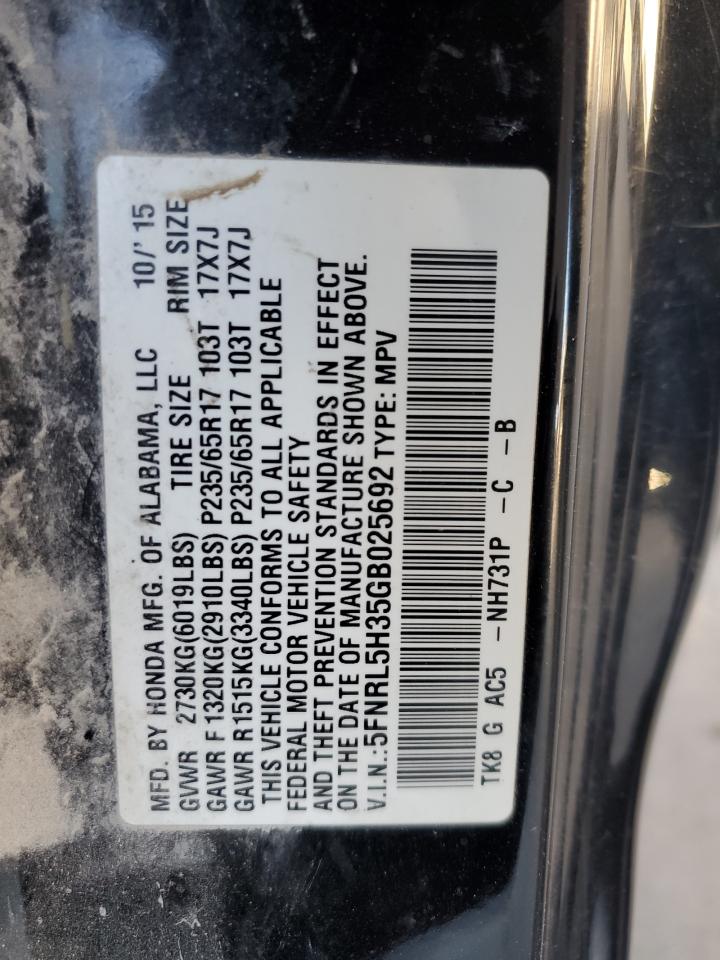 MFD. BY HONDA MFG. OF ALABAMA, LLC 10/' 15
GVWR 2730KG(6019LBS) TIRE SIZE RIM SIZE
GAWR F 1320KG(2910LBS) P235/65R17 103T 17X7J
GAWR R1515KG(3340LBS) P235/65R17 103T 17X7J
THIS VEHICLE CONFORMS TO ALL APPLICABLE
FEDERAL MOTOR VEHICLE SAFETY
AND THEFT PREVENTION STANDARDS IN EFFECT
ON THE DATE OF MANUFACTURE SHOWN ABOVE.
V.I.N.:5FNRL5H35GB025692 TYPE: MPV
TK8 G AC5 -NH731P -C -B